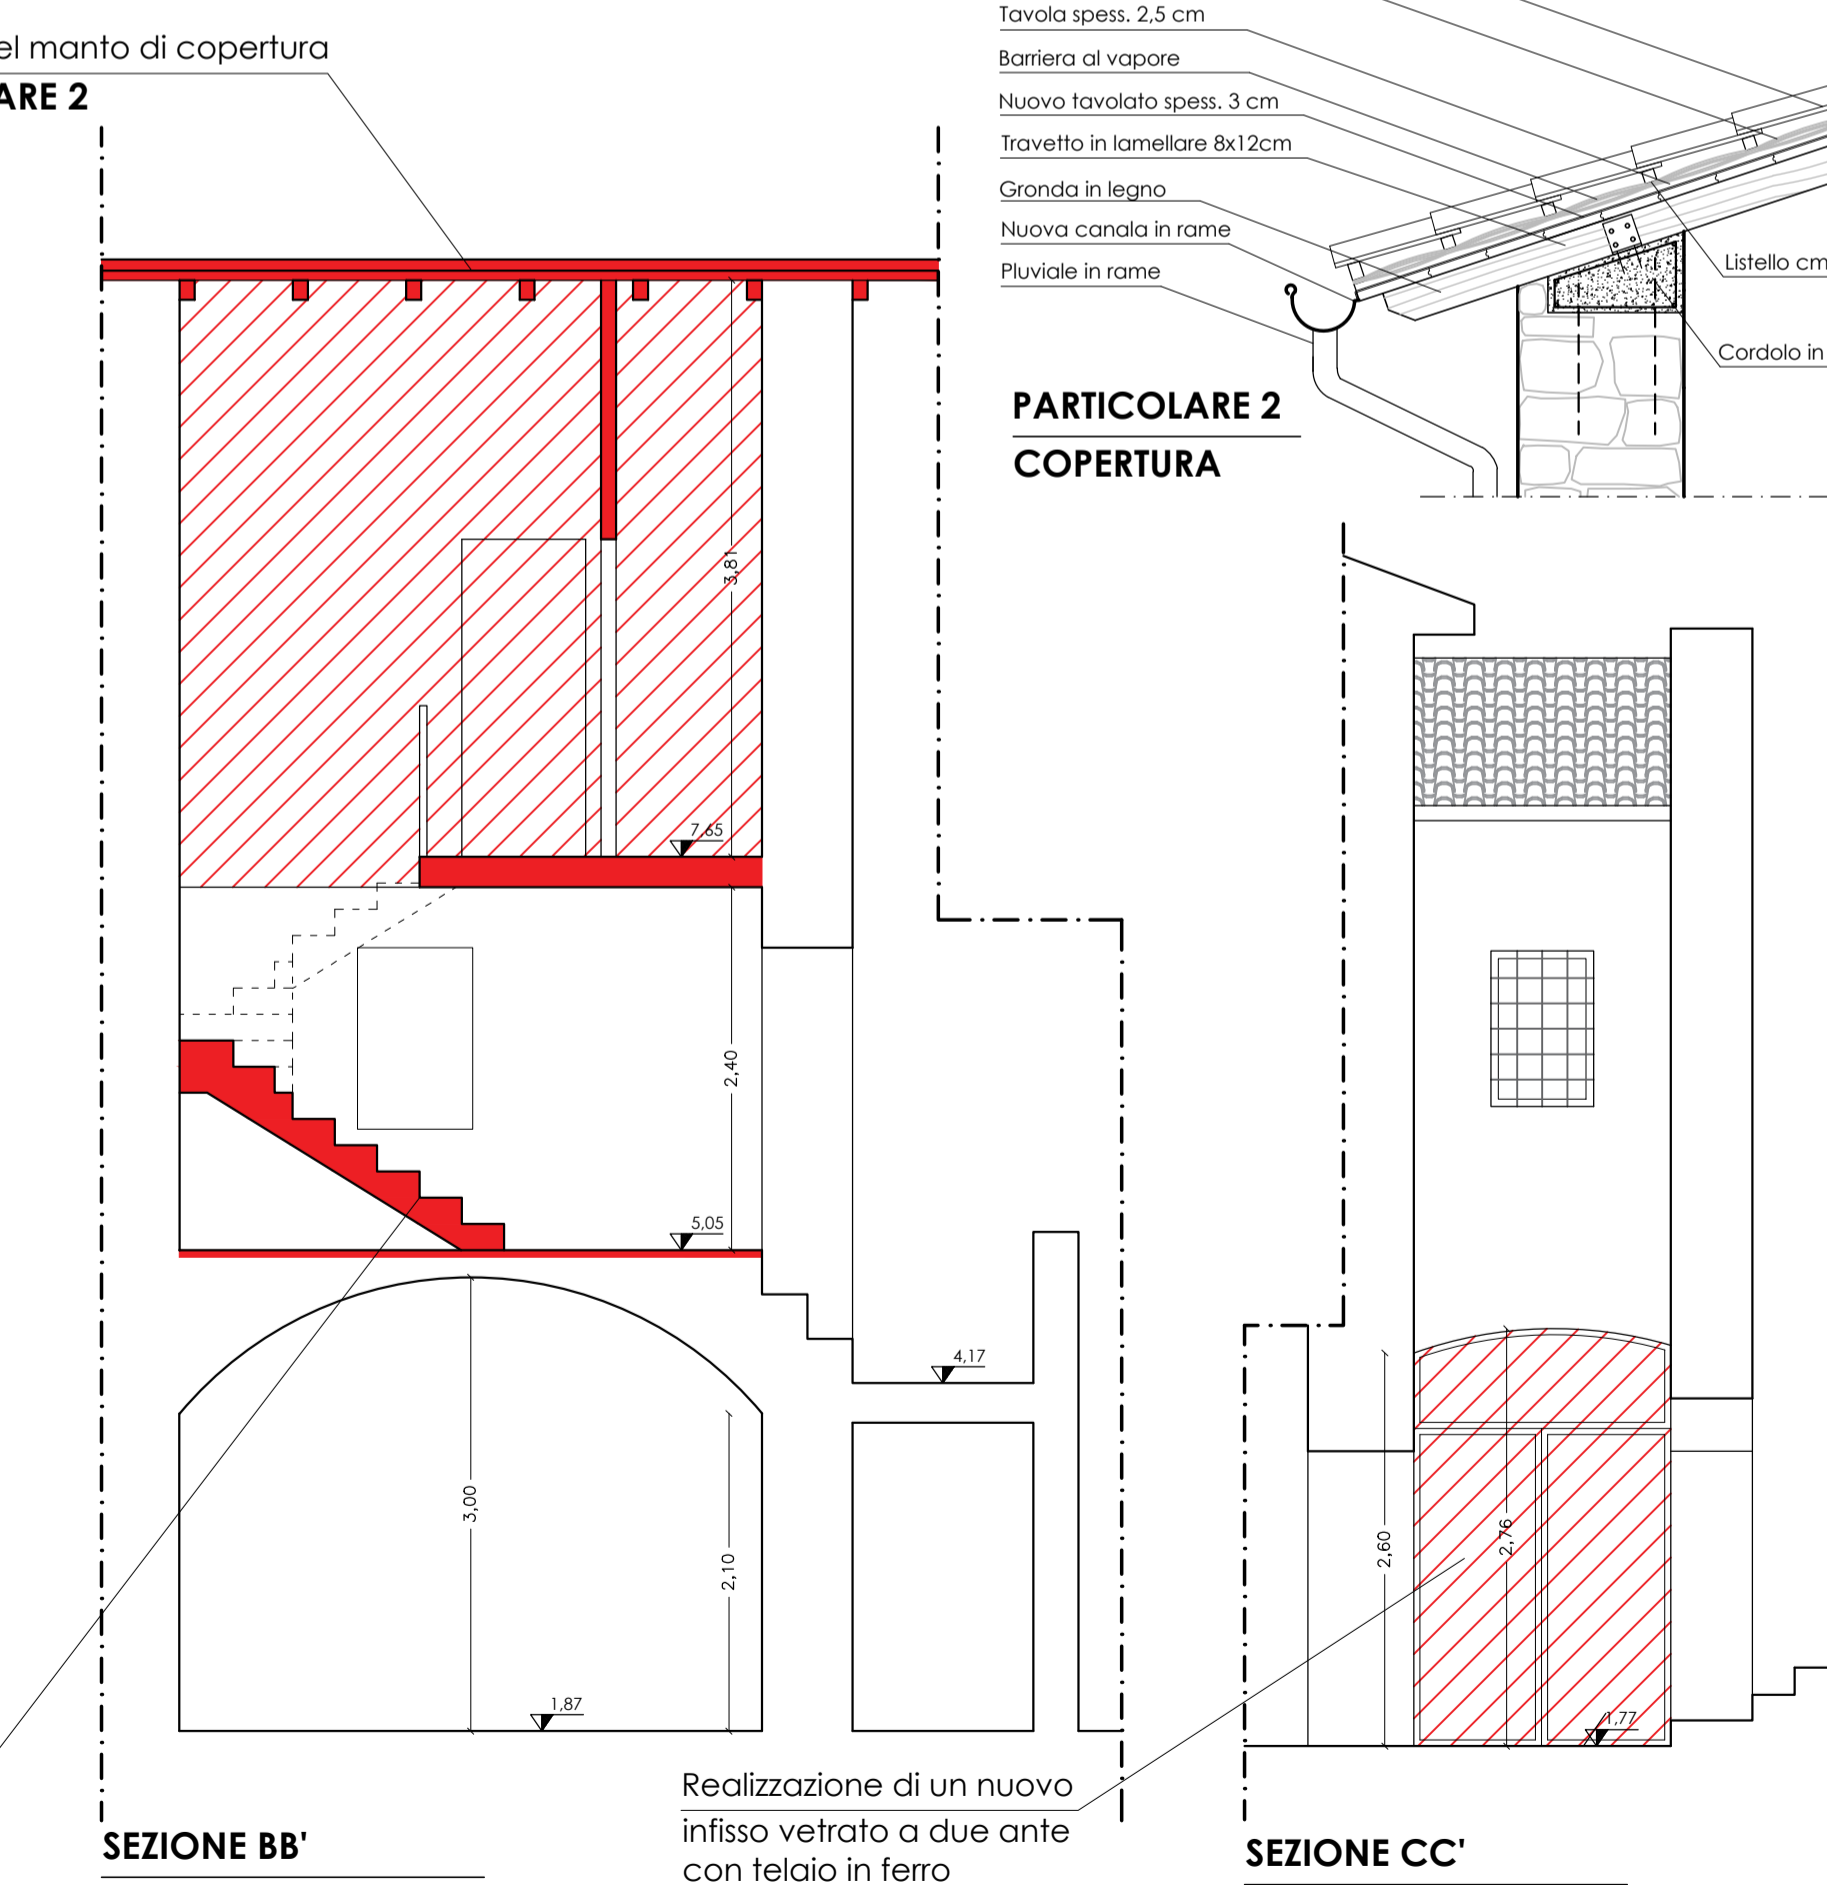 el manto di copertura
ARE 2
Tavola spess. 2,5 cm
Barriera al vapore
Nuovo tavolato spess. 3 cm
Travetto in lamellare 8x12cm
Gronda in legno
Nuova canala in rame
Pluviale in rame
Listello cm
Cordolo in
PARTICOLARE 2
COPERTURA
3,81
7,65
2,40
5,05
4,17
3,00
2,10
1,87
2,60
2,76
1,77
Realizzazione di un nuovo
infisso vetrato a due ante
con telaio in ferro
SEZIONE BB'
SEZIONE CC'